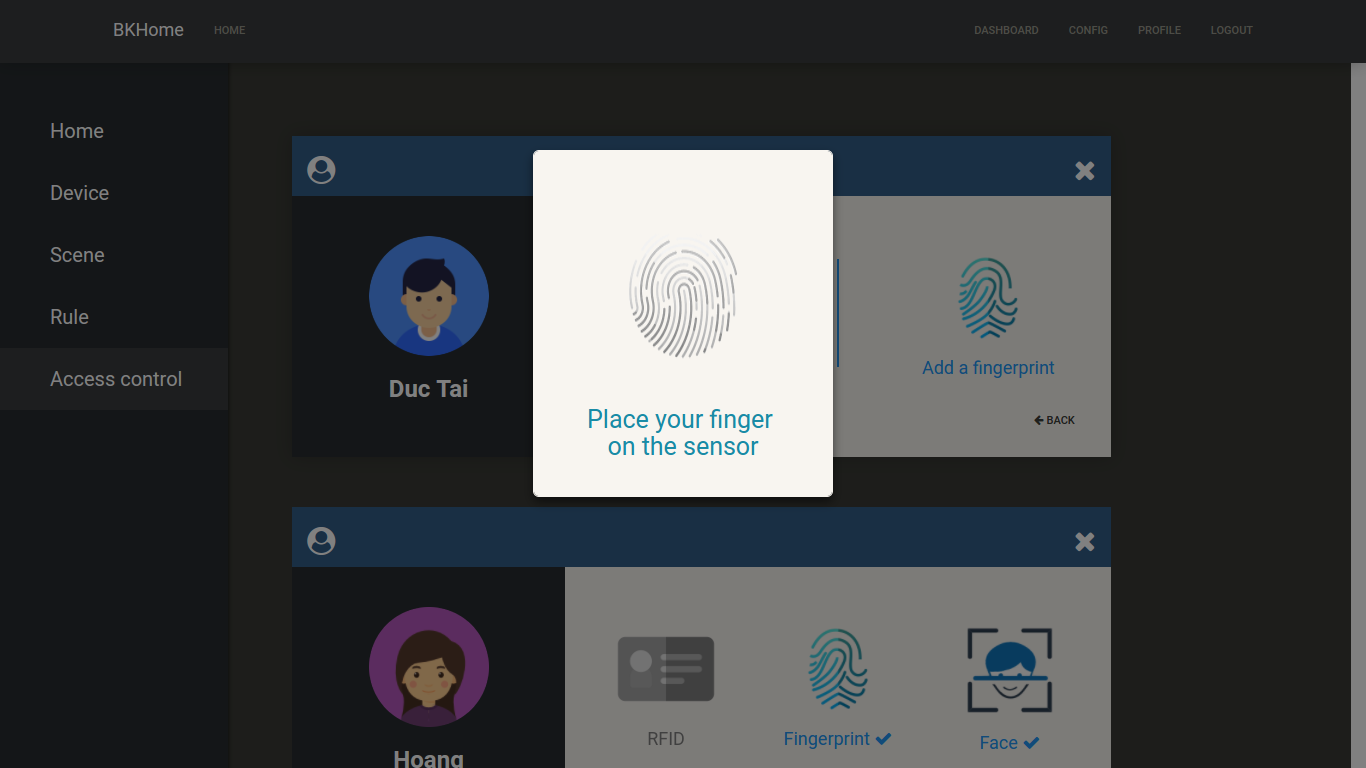 BKHome HOME DASHBOARD CONFIG PROFILE LOGOUT
Home
Device
Scene
Rule
Access control
Duc Tai
Place your finger
on the sensor
Add a fingerprint
BACK
Hoang
RFID
Fingerprint
Face